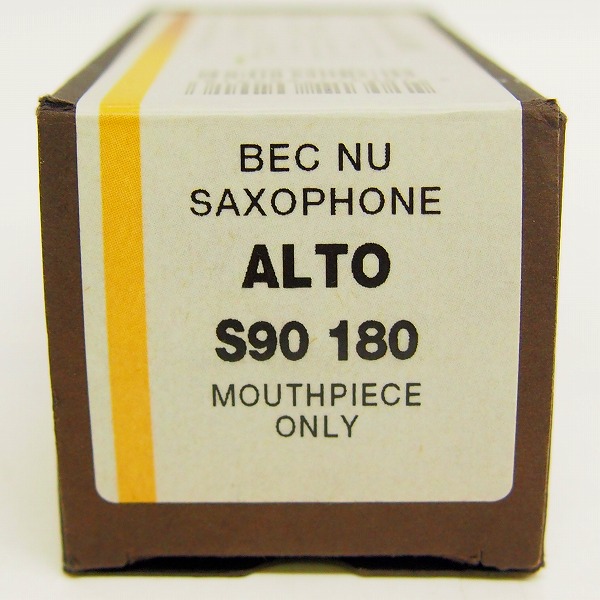 BEC NU
SAXOPHONE
ALTO
S90 180
MOUTHPIECE
ONLY